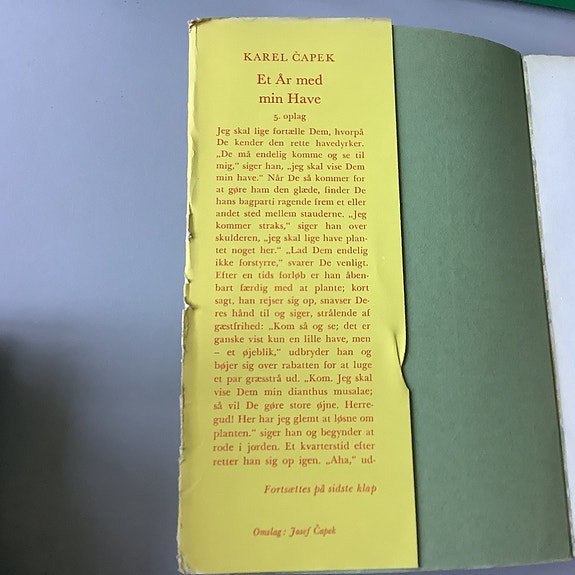 KAREL ČAPEK
Et År med
min Have
5. oplag
Jeg skal lige fortælle Dem, hvorpå
De kender den rette havedyrker.
„De må endelig komme og se til
mig,“ siger han, „jeg skal vise Dem
min have.“ Når De så kommer for
at gøre ham den glæde, finder De
hans bagparti ragende frem et eller
andet sted mellem stauderne. „Jeg
kommer straks,“ siger han over
skulderen, „jeg skal lige have plan-
tet noget her.“ „Lad Dem endelig
ikke forstyrre,“ svarer De venligt.
Efter en tids forløb er han åben-
bart færdig med at plante; kort
sagt, han rejser sig op, snavser De-
res hånd til og siger, strålende af
gæstfrihed: „Kom så og se; det er
ganske vist kun en lille have, men
– et øjeblik,“ udbryder han og
bøjer sig over rabatten for at luge
et par græsstrå ud. „Kom. Jeg skal
vise Dem min dianthus musalae;
så vil De gøre store øjne. Herre-
gud! Her har jeg glemt at løsne om
planten.“ siger han og begynder at
rode i jorden. Et kvarterstid efter
retter han sig op igen. „Aha,“ ud-
Fortsættes på sidste klap
Omslag: Josef Čapek